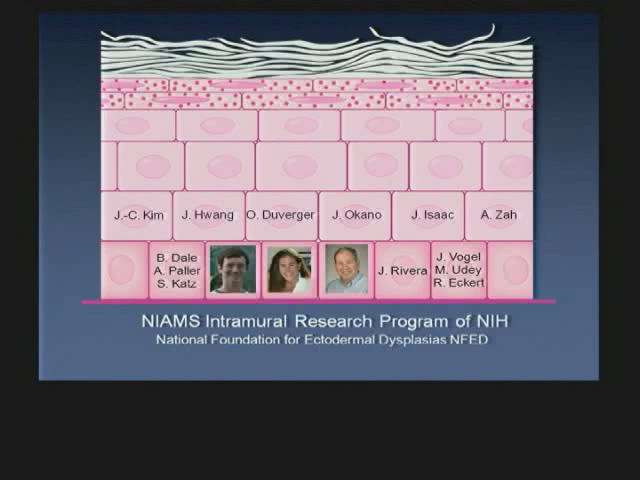 J.-C. Kim
J. Hwang
O. Duverger
J. Okano
J. Isaac
A. Zah
B. Dale
A. Paller
S. Katz
J. Rivera
J. Vogel
M. Udey
R. Eckert
NIAMS Intramural Research Program of NIH
National Foundation for Ectodermal Dysplasias NFED